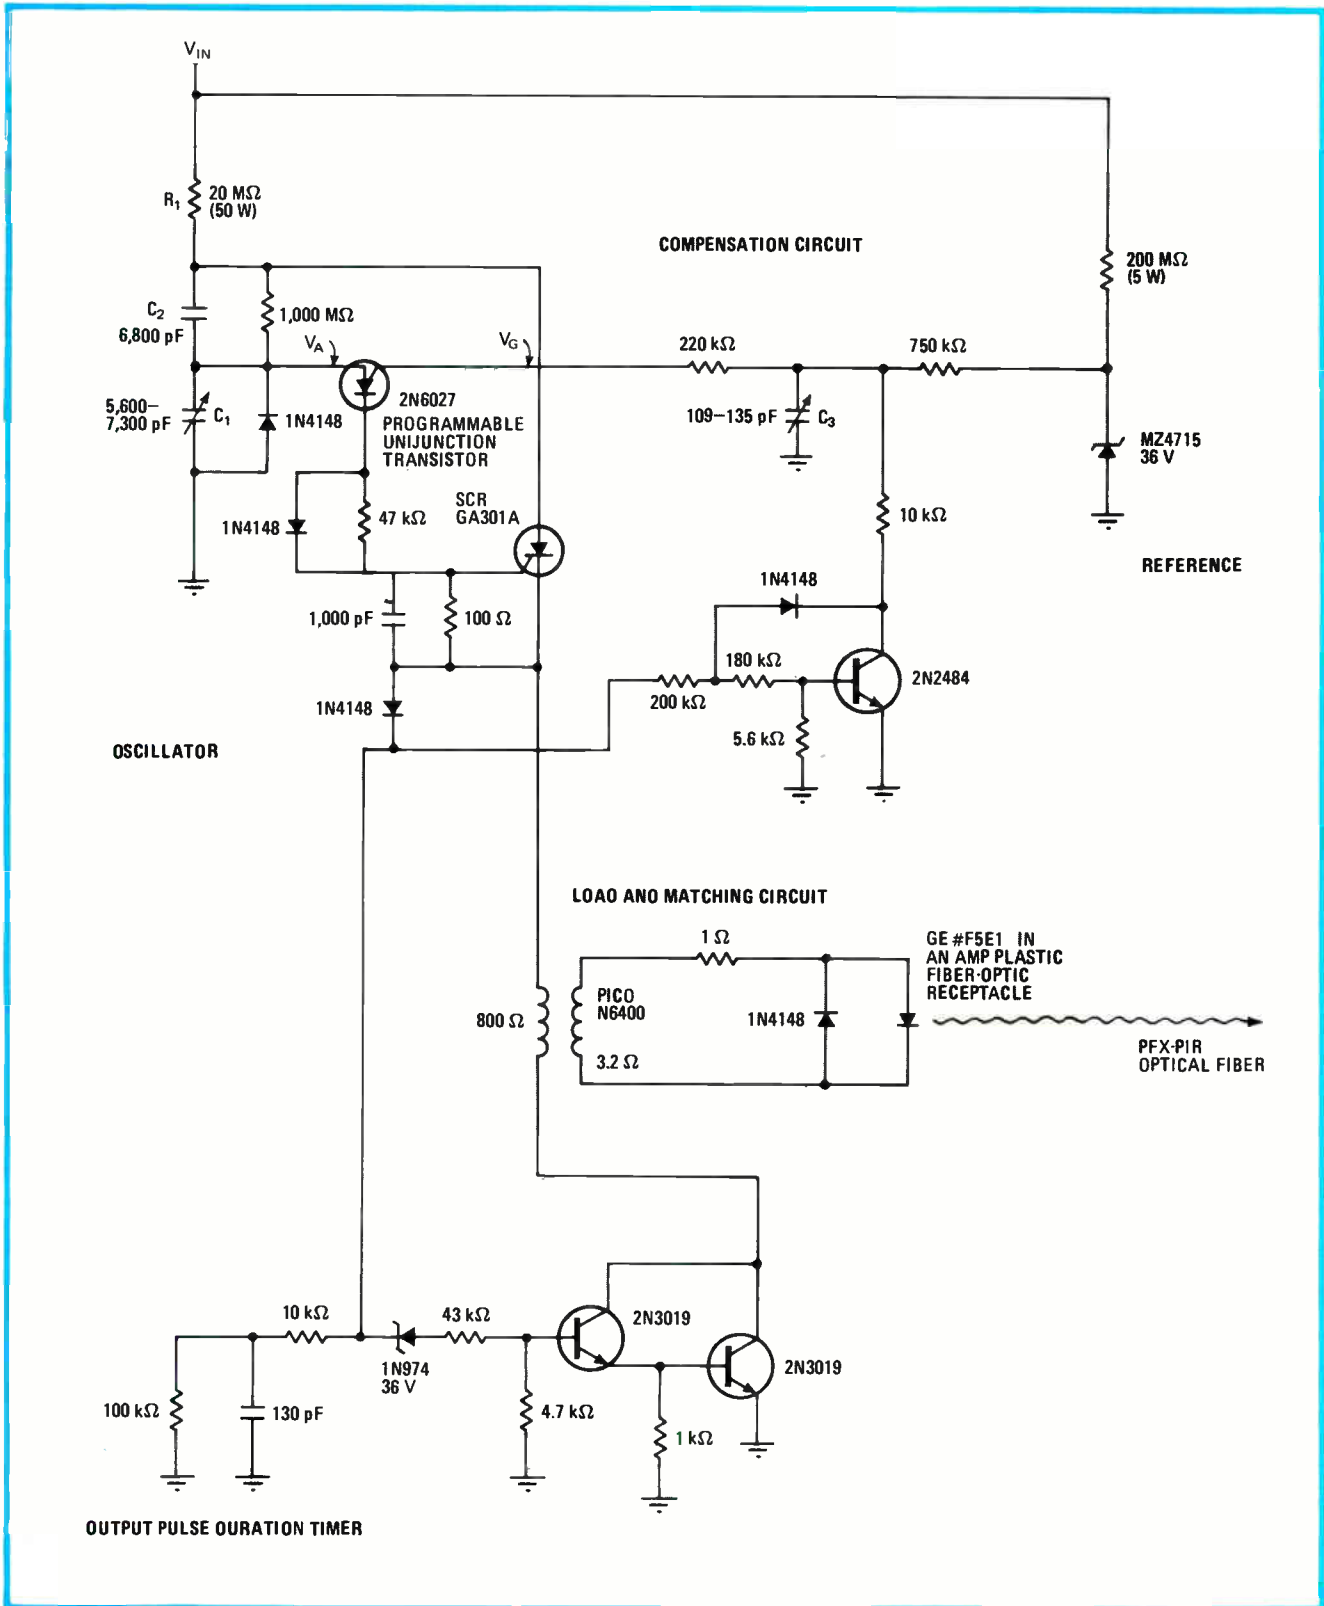 V_IN
R₁
20 MΩ
(50 W)
COMPENSATION CIRCUIT
200 MΩ
(5 W)
C₂
6,800 pF
1,000 MΩ
V_A
V_G
220 kΩ
750 kΩ
2N6027
PROGRAMMABLE
UNIJUNCTION
TRANSISTOR
5,600–
7,300 pF
C₁
1N4148
109–135 pF
C₃
MZ4715
36 V
SCR
GA301A
1N4148
47 kΩ
10 kΩ
REFERENCE
1N4148
1,000 pF
100 Ω
180 kΩ
2N2484
200 kΩ
1N4148
5.6 kΩ
OSCILLATOR
LOAO ANO MATCHING CIRCUIT
1 Ω
GE #F5E1 IN
AN AMP PLASTIC
FIBER-OPTIC
RECEPTACLE
PICO
N6400
800 Ω
1N4148
3.2 Ω
PFX-PIR
OPTICAL FIBER
10 kΩ
43 kΩ
2N3019
1N974
36 V
2N3019
100 kΩ
130 pF
4.7 kΩ
1 kΩ
OUTPUT PULSE OURATION TIMER